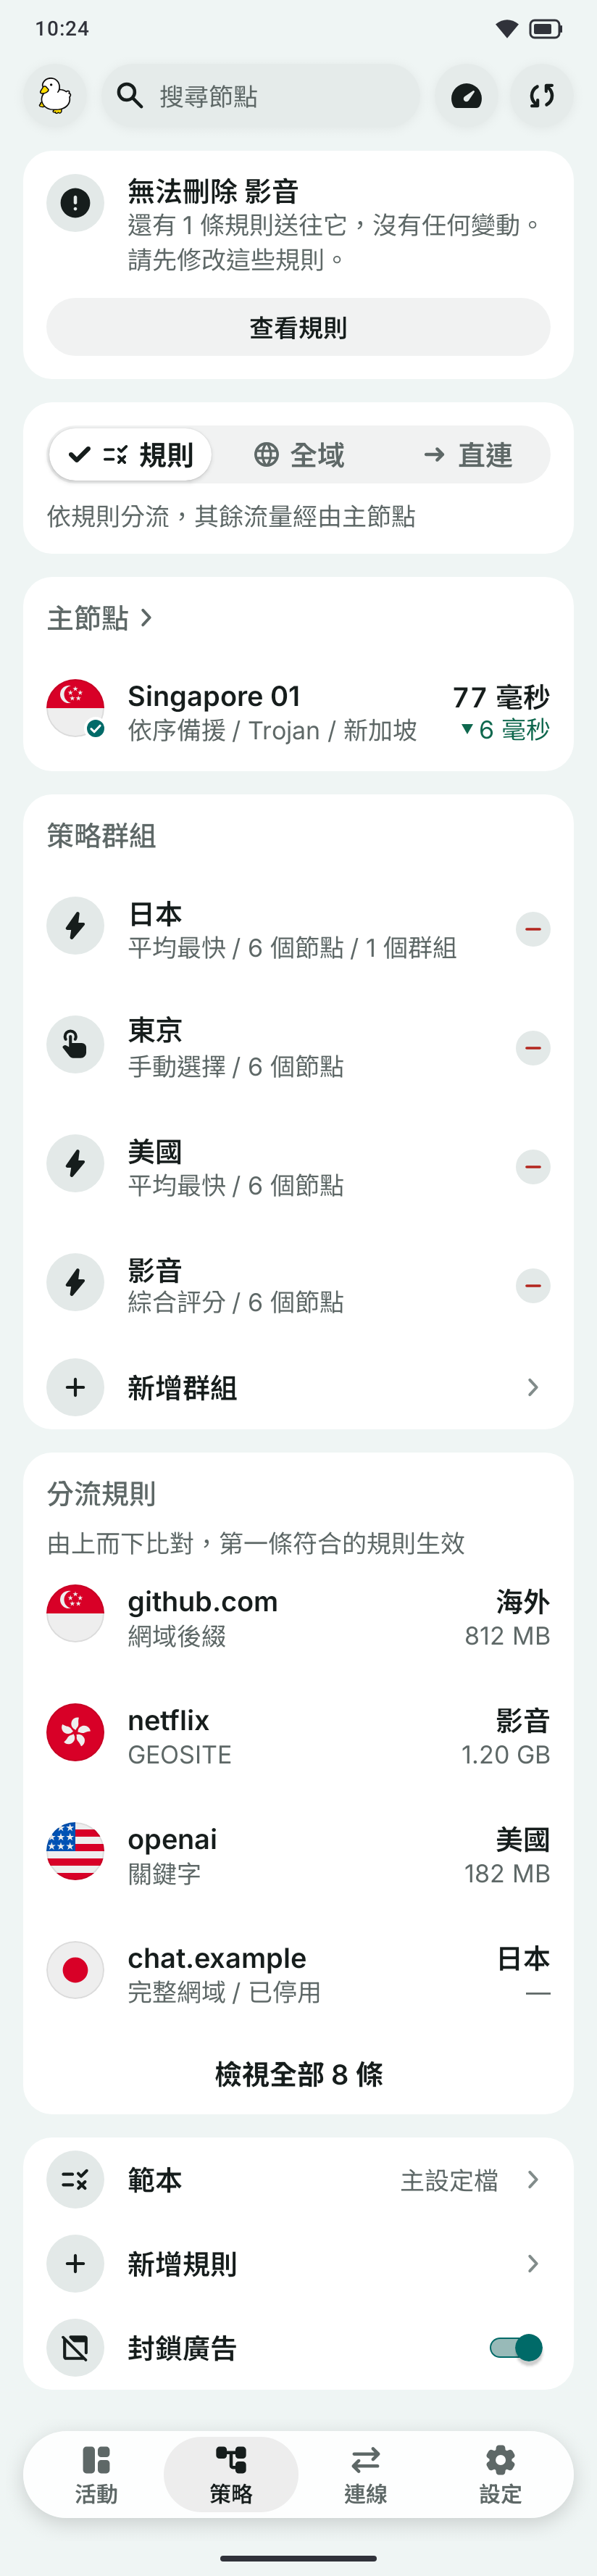 10:24
搜尋節點
無法刪除 影音
還有 1 條規則送往它，沒有任何變動。
請先修改這些規則。
查看規則
規則
全域
直連
依規則分流，其餘流量經由主節點
主節點
Singapore 01
77 毫秒
依序備援 / Trojan / 新加坡
▼6 毫秒
策略群組
日本
平均最快 / 6 個節點 / 1 個群組
東京
手動選擇 / 6 個節點
美國
平均最快 / 6 個節點
影音
綜合評分 / 6 個節點
新增群組
分流規則
由上而下比對，第一條符合的規則生效
github.com
海外
網域後綴
812 MB
netflix
影音
GEOSITE
1.20 GB
openai
美國
關鍵字
182 MB
chat.example
日本
完整網域 / 已停用
—
檢視全部 8 條
範本
主設定檔
新增規則
封鎖廣告
活動
策略
連線
設定